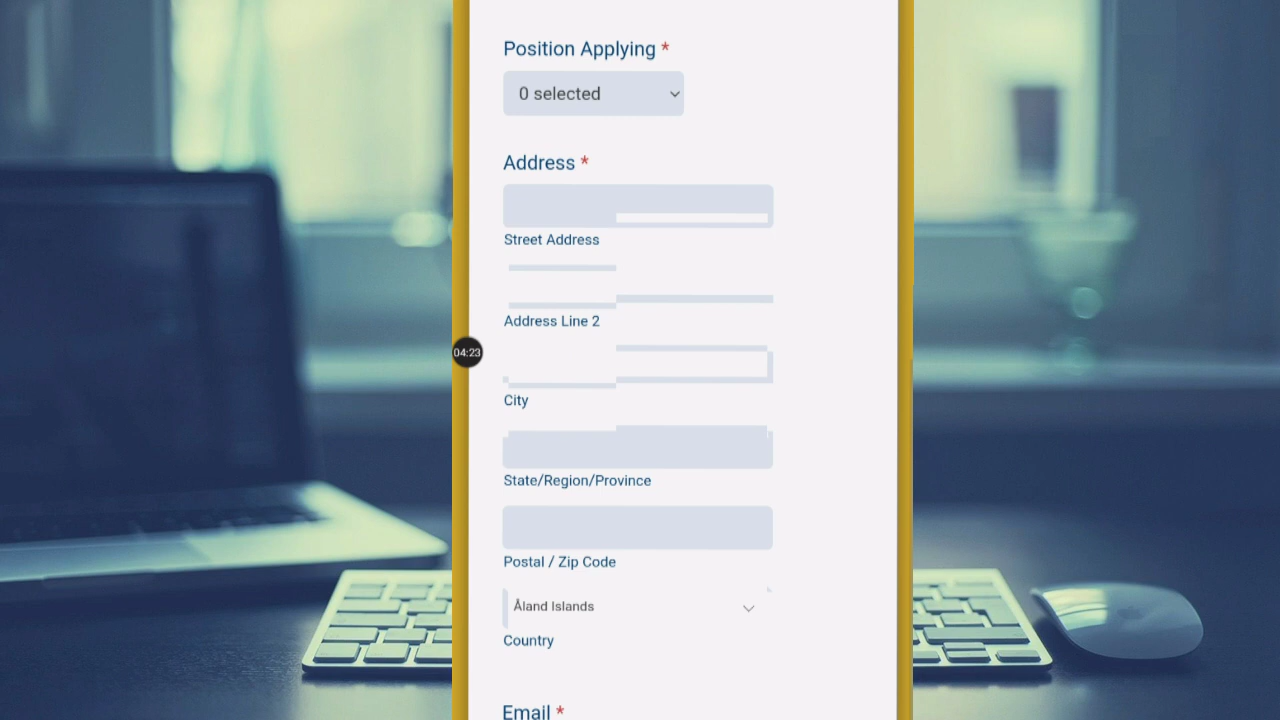 Position Applying *
0 selected
Address *
Street Address
Address Line 2
04:23
City
State/Region/Province
Postal / Zip Code
Åland Islands
Country
Email *